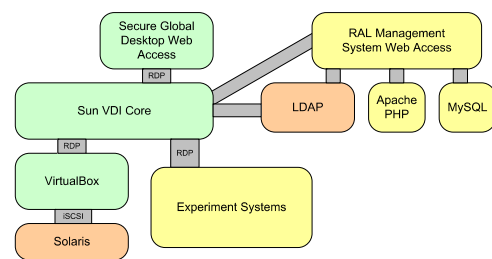 Secure Global
Desktop Web
Access
RAL Management
System Web Access
RDP
Sun VDI Core
LDAP
Apache
PHP
MySQL
RDP
RDP
VirtualBox
Experiment Systems
iSCSI
Solaris